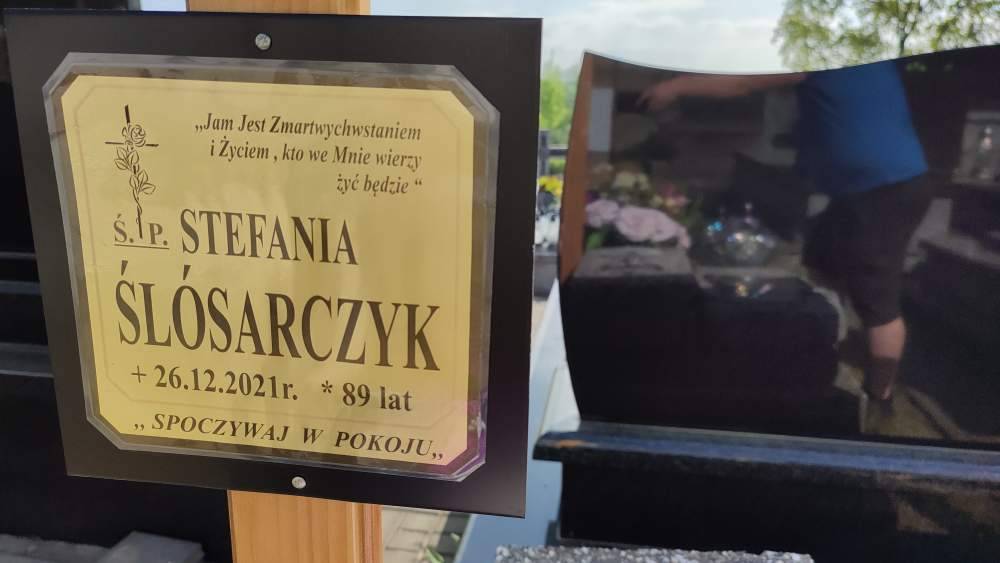 „Jam Jest Zmartwychwstaniem
i Życiem , kto we Mnie wierzy
żyć będzie “
Ś. P. STEFANIA
ŚLÓSARCZYK
+ 26.12.2021r. * 89 lat
„ SPOCZYWAJ W POKOJU„